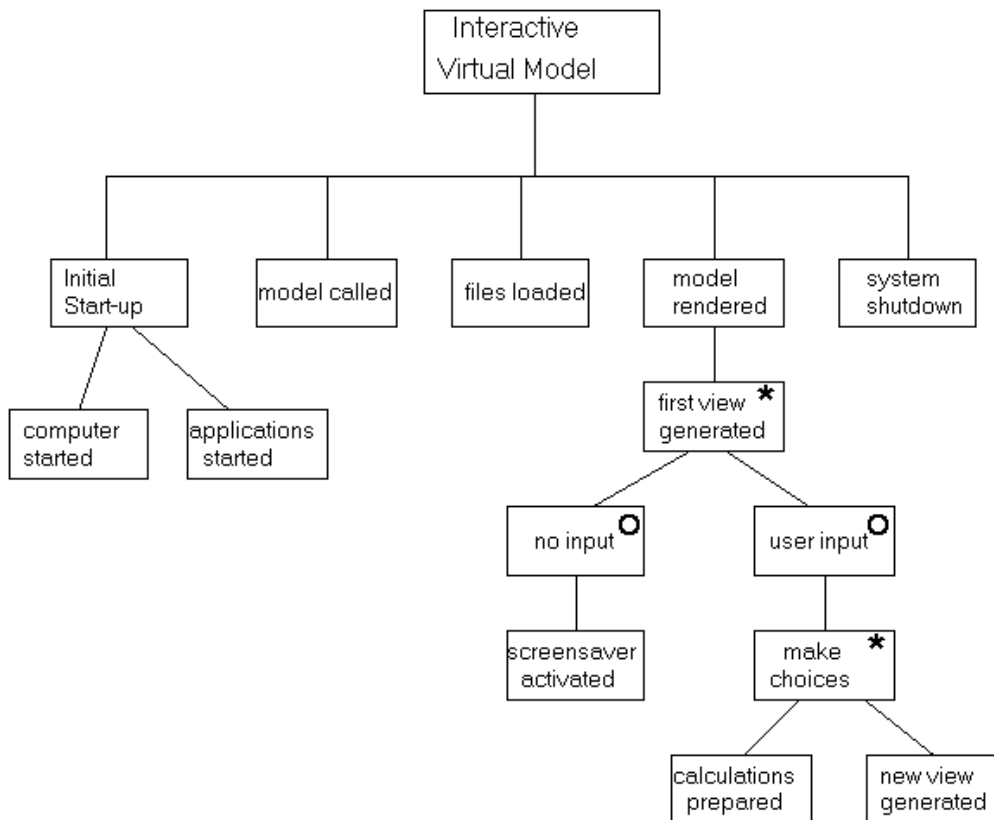 Interactive
Virtual Model
Initial
Start-up
model called
files loaded
model
rendered
system
shutdown
computer
started
applications
started
first view *
generated
no input O
user input O
screensaver
activated
make *
choices
calculations
prepared
new view
generated